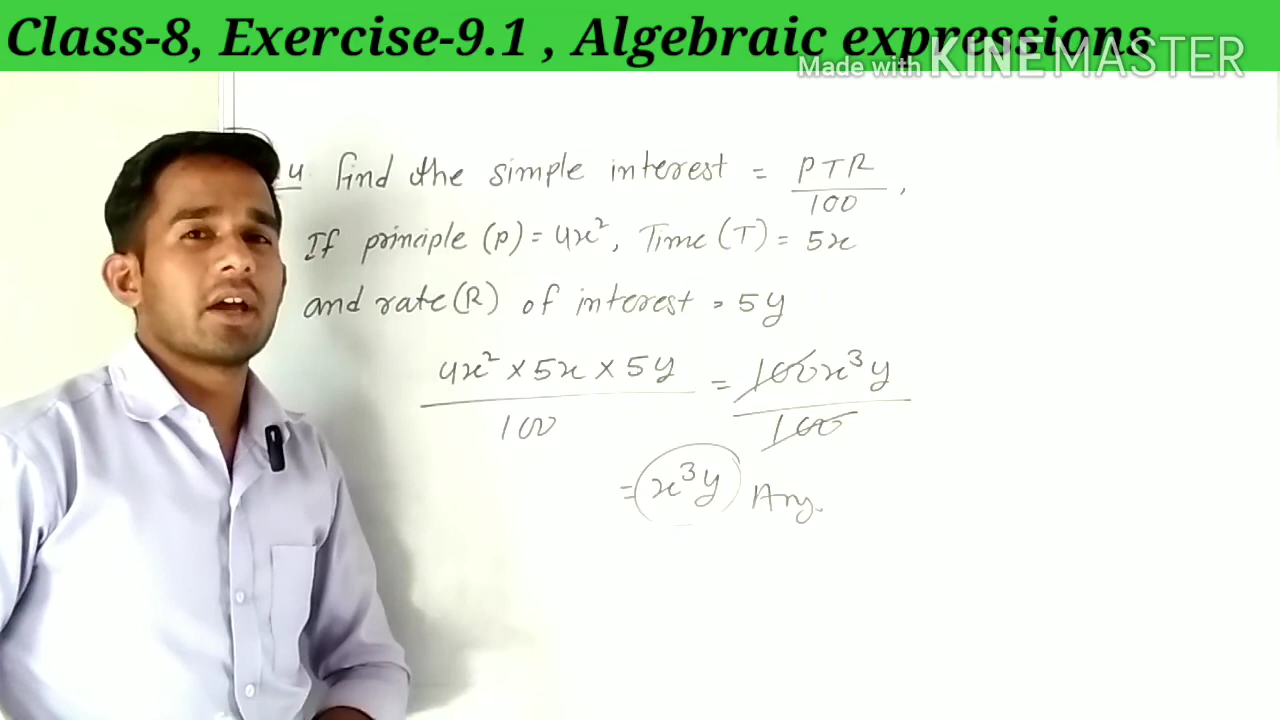 Class-8, Exercise-9.1 , Algebraic expressions
Made with KINEMASTER
4 find the simple interest = PTR/100 ,
If principle (P) = 4x², Time (T) = 5x
and rate (R) of interest = 5y
4x² × 5x × 5y / 100 = 100x³y / 100
= x³y Ans.